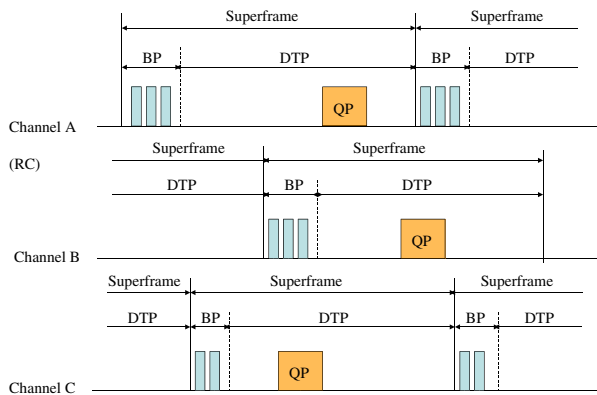 Superframe Superframe
BP DTP BP DTP
QP
Channel A
(RC)
Superframe Superframe
DTP BP DTP
QP
Channel B
Superframe Superframe Superframe
DTP BP DTP BP DTP
QP
Channel C